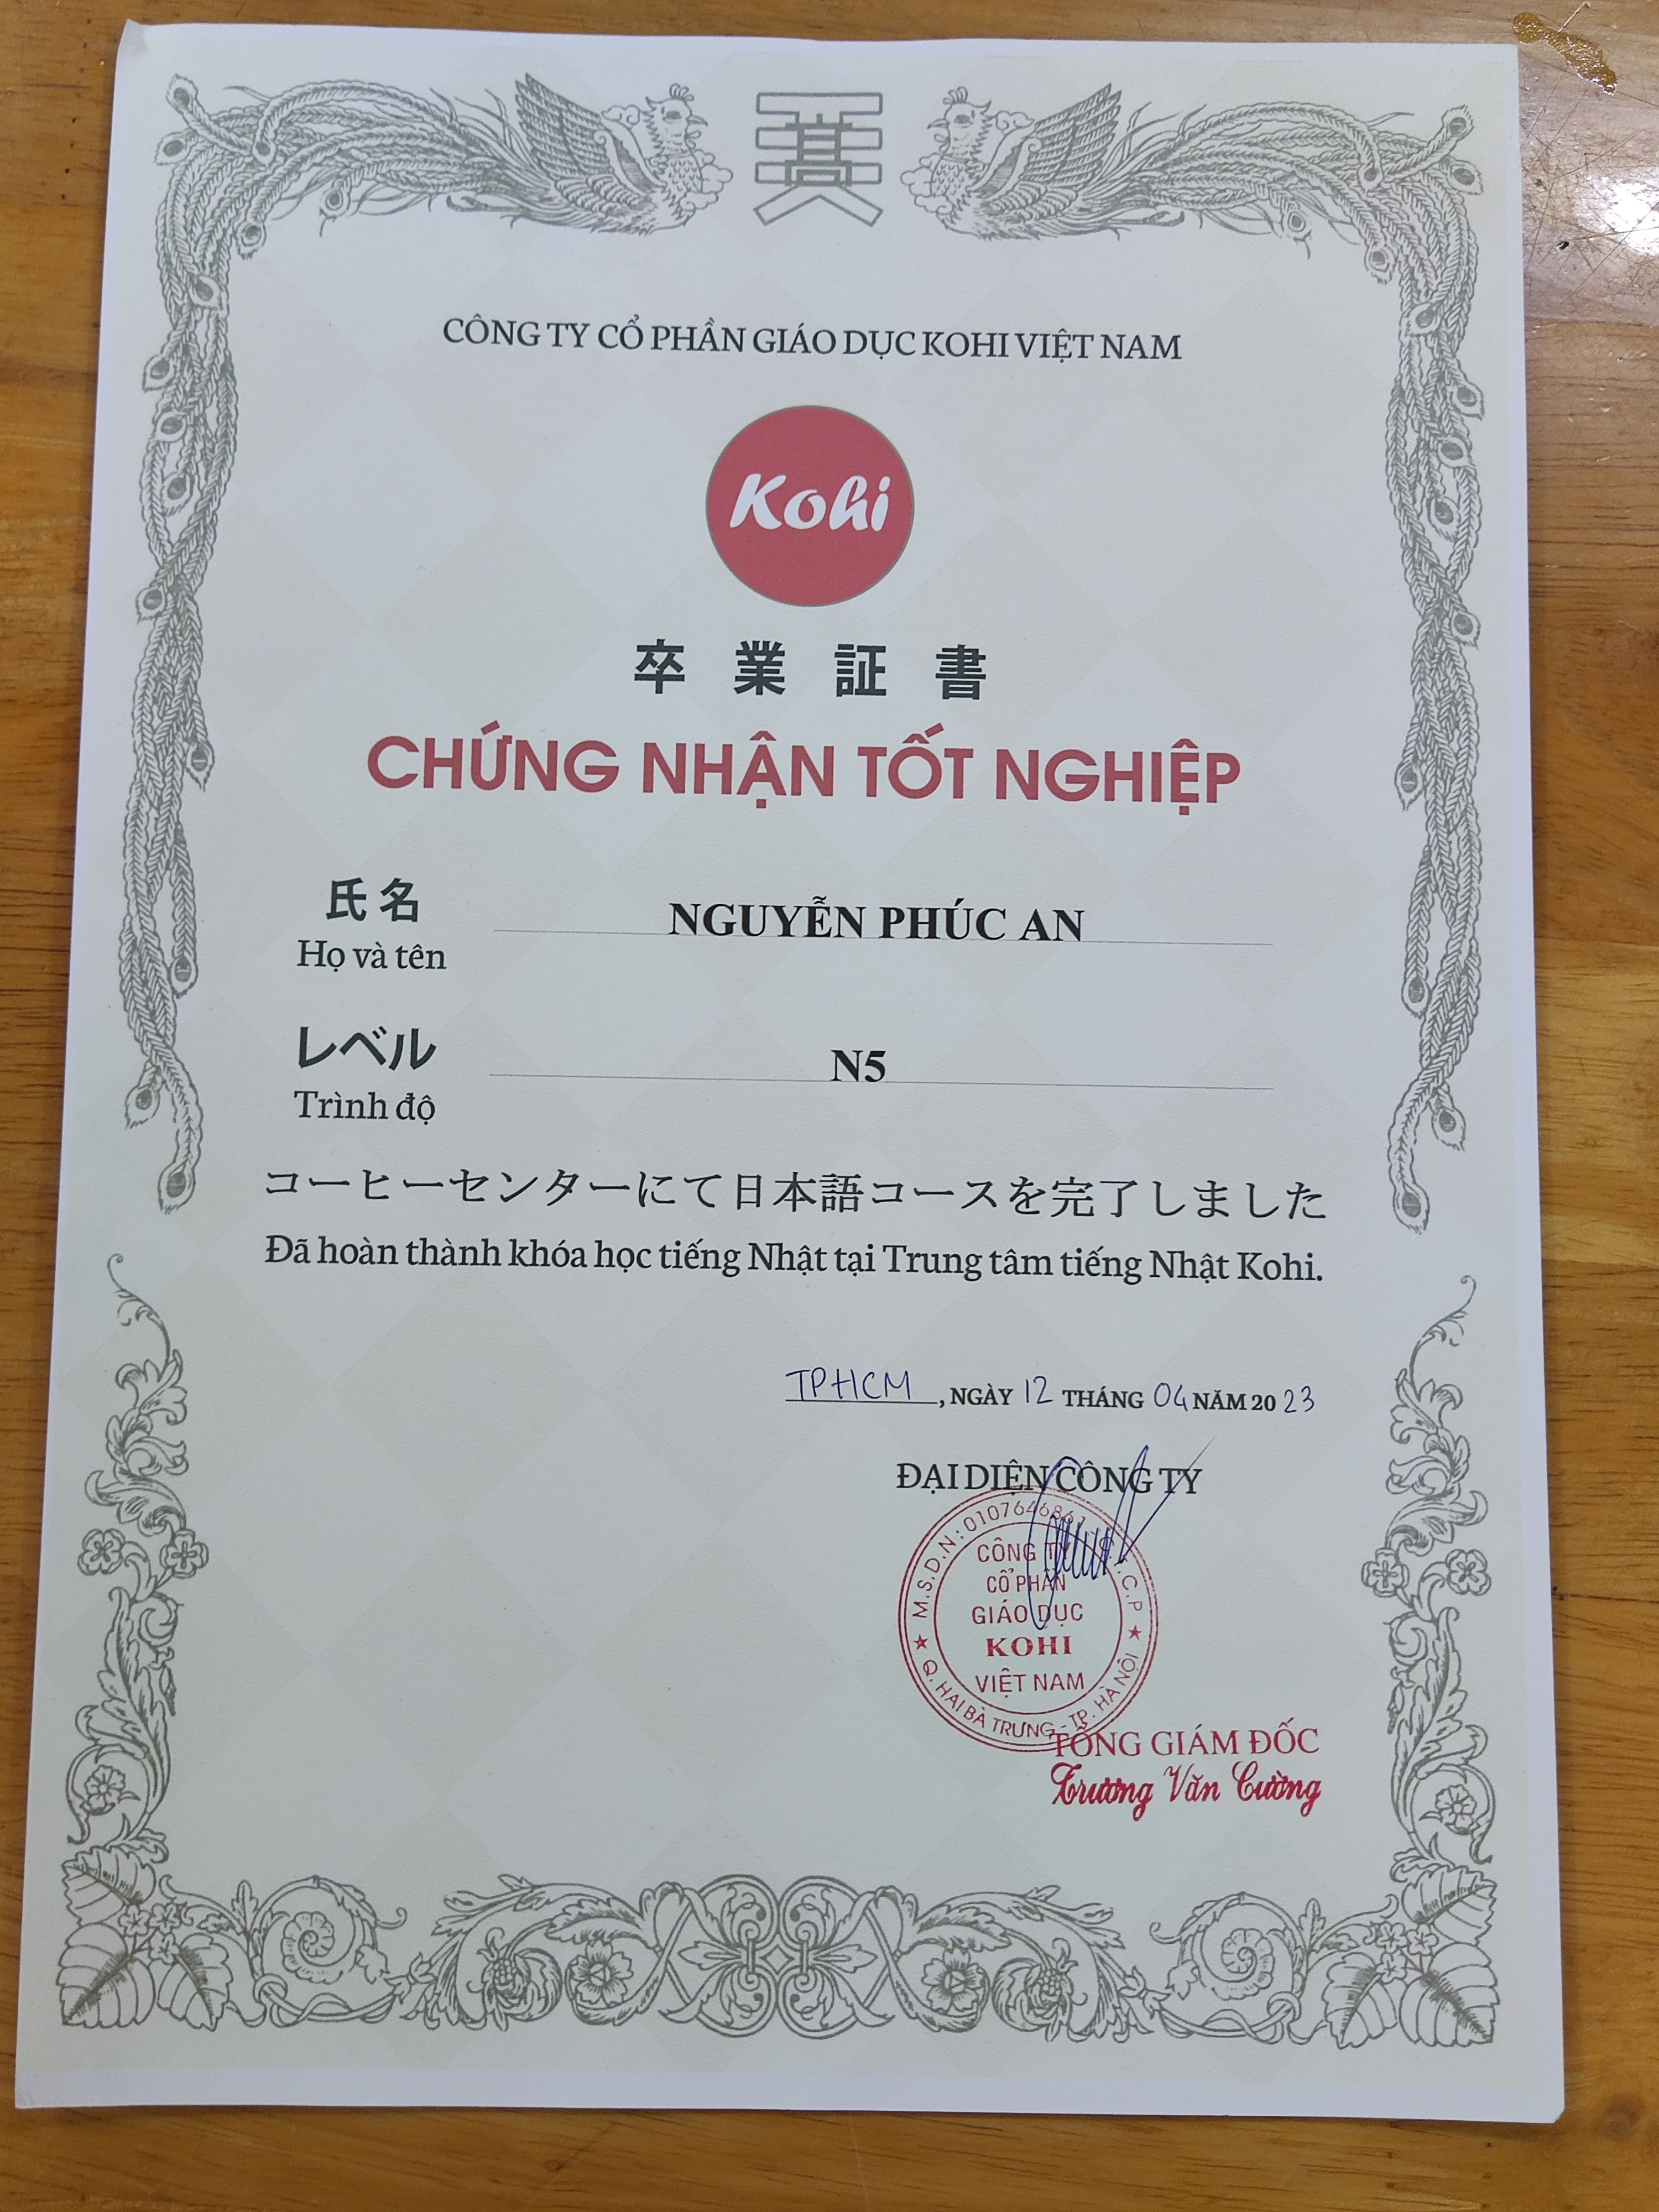 CÔNG TY CỔ PHẦN GIÁO DỤC KOHI VIỆT NAM
Kohi
卒業証書
CHỨNG NHẬN TỐT NGHIỆP
氏名
Họ và tên
NGUYỄN PHÚC AN
レベル
Trình độ
N5
コーヒーセンターにて日本語コースを完了しました
Đã hoàn thành khóa học tiếng Nhật tại Trung tâm tiếng Nhật Kohi.
TPHCM, NGÀY 12 THÁNG 04 NĂM 2023
ĐẠI DIỆN CÔNG TY
M.S.D.N: 0107646861 C.P
CÔNG TY
CỔ PHẦN
GIÁO DỤC
KOHI
VIỆT NAM
Q. HAI BÀ TRƯNG - TP. HÀ NỘI
TỔNG GIÁM ĐỐC
Trương Văn Cường